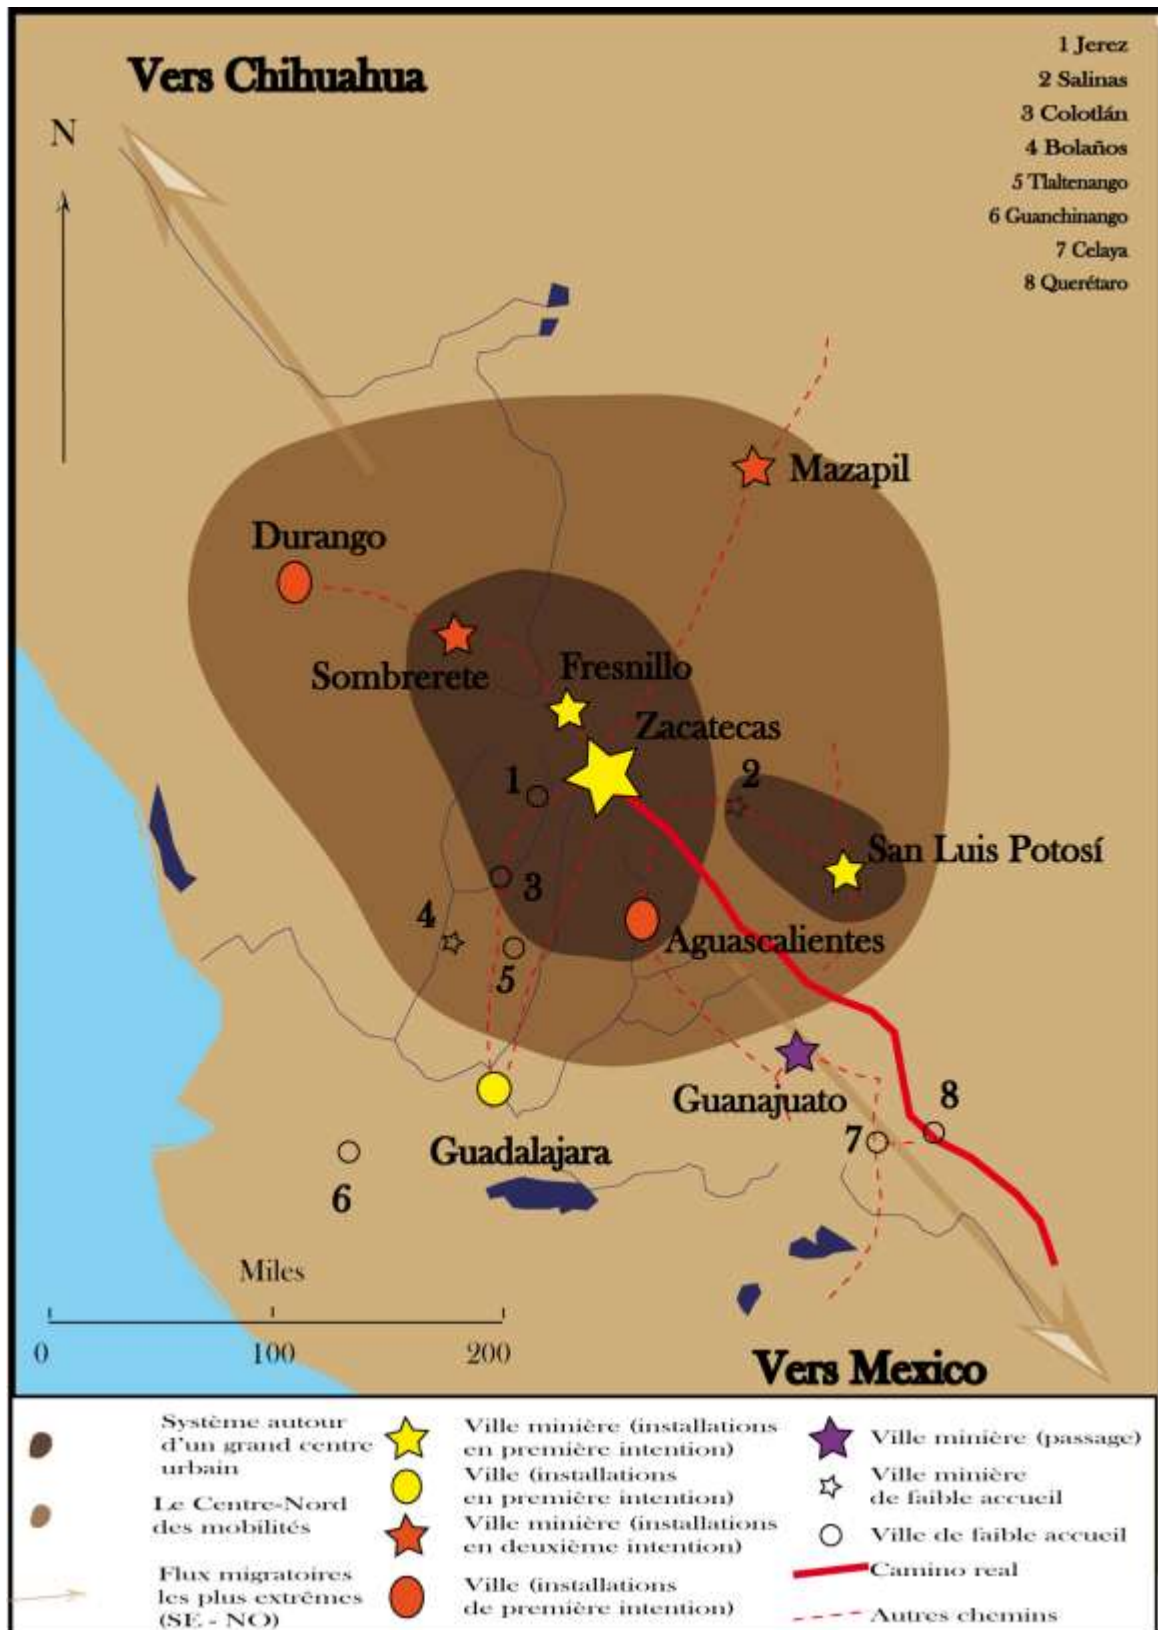 1 Jerez
2 Salinas
3 Colotlán
4 Bolaños
5 Tlaltenango
6 Guanchinango
7 Celaya
8 Querétaro
Vers Chihuahua
N
Mazapil
Durango
Sombrerete
Fresnillo
Zacatecas
1
2
San Luis Potosí
3
4
Aguascalientes
5
Guanajuato
8
7
Guadalajara
6
Miles
0
100
200
Vers Mexico
Système autour
d'un grand centre
urbain
Le Centre-Nord
des mobilités
Flux migratoires
les plus extrêmes
(SE - NO)
Ville minière (installations
en première intention)
Ville (installations
en première intention)
Ville minière (installations
en deuxième intention)
Ville (installations
de première intention)
Ville minière (passage)
Ville minière
de faible accueil
Ville de faible accueil
Camino real
Autres chemins